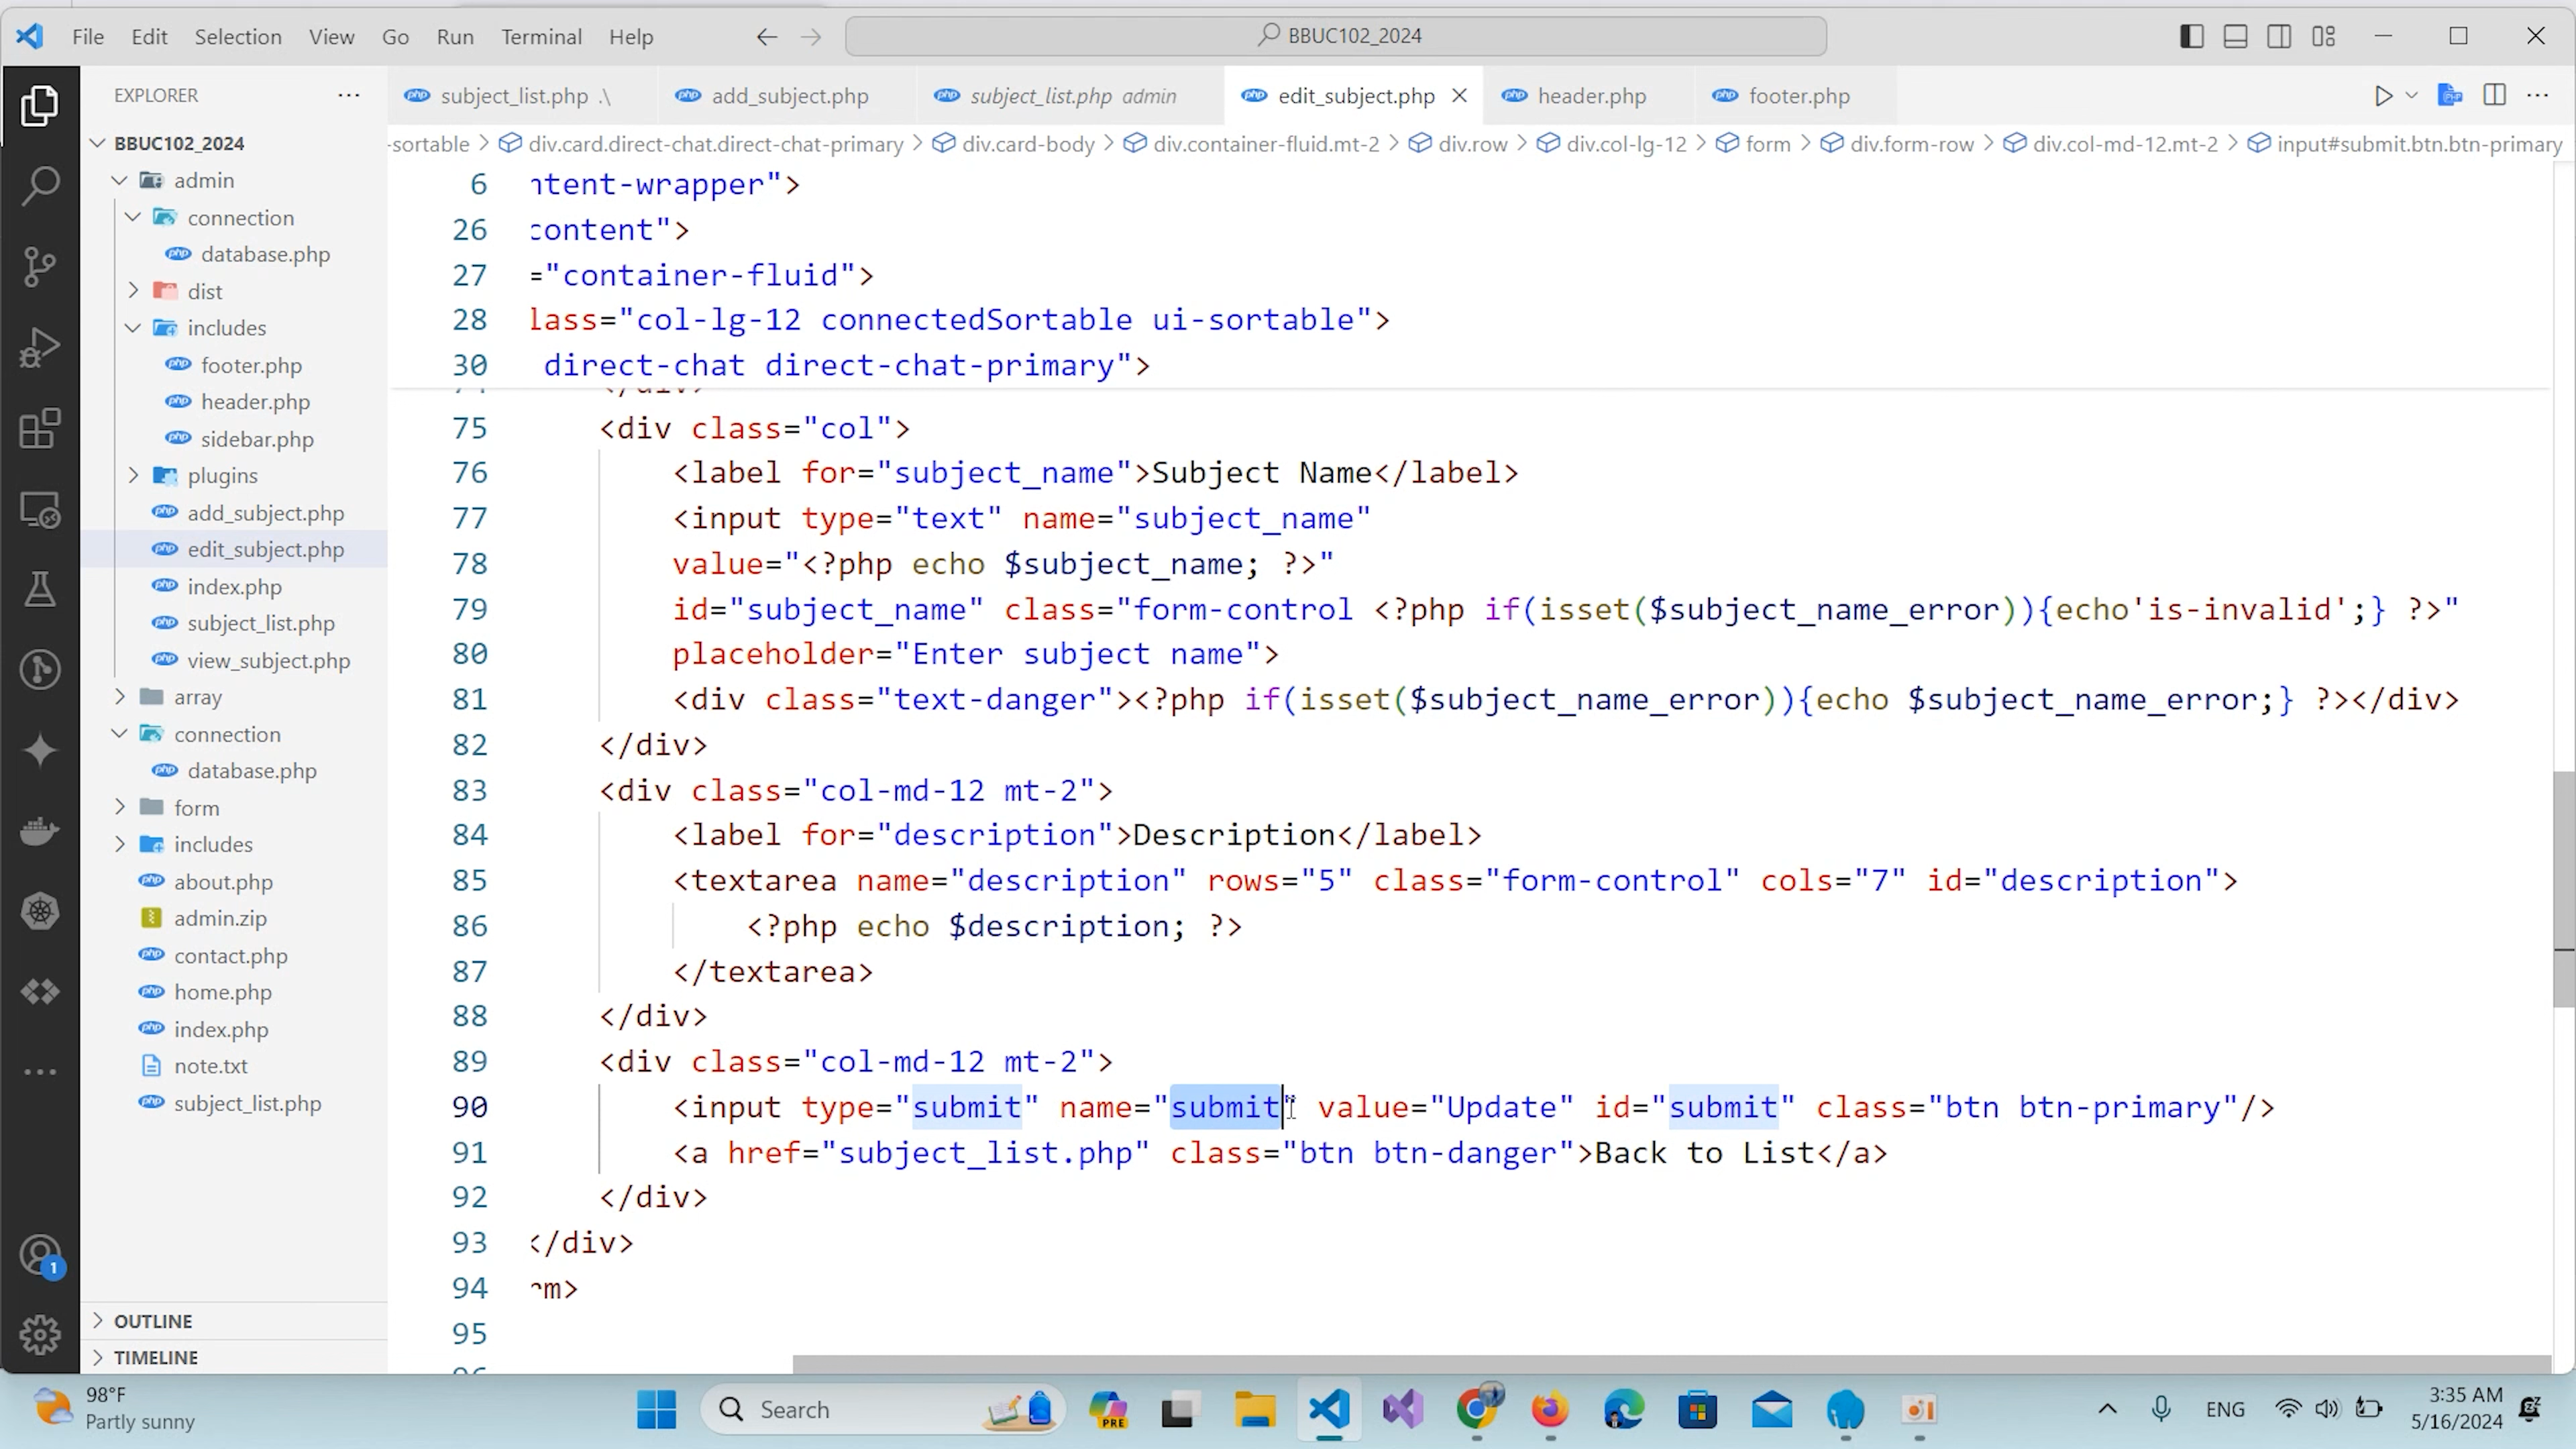 File Edit Selection View Go Run Terminal Help
BBUC102_2024
EXPLORER
BBUC102_2024
admin
connection
database.php
dist
includes
footer.php
header.php
sidebar.php
plugins
add_subject.php
edit_subject.php
index.php
subject_list.php
view_subject.php
array
connection
database.php
form
includes
about.php
admin.zip
contact.php
home.php
index.php
note.txt
subject_list.php
OUTLINE
TIMELINE
1
subject_list.php .\ add_subject.php subject_list.php admin edit_subject.php header.php footer.php
-sortable > div.card.direct-chat.direct-chat-primary > div.card-body > div.container-fluid.mt-2 > div.row > div.col-lg-12 > form > div.form-row > div.col-md-12.mt-2 > input#submit.btn.btn-primary
6 ntent-wrapper">
26 content">
27 ="container-fluid">
28 lass="col-lg-12 connectedSortable ui-sortable">
30 direct-chat direct-chat-primary">
75 <div class="col">
76 <label for="subject_name">Subject Name</label>
77 <input type="text" name="subject_name"
78 value="<?php echo $subject_name; ?>"
79 id="subject_name" class="form-control <?php if(isset($subject_name_error)){echo'is-invalid';} ?>"
80 placeholder="Enter subject name">
81 <div class="text-danger"><?php if(isset($subject_name_error)){echo $subject_name_error;} ?></div>
82 </div>
83 <div class="col-md-12 mt-2">
84 <label for="description">Description</label>
85 <textarea name="description" rows="5" class="form-control" cols="7" id="description">
86 <?php echo $description; ?>
87 </textarea>
88 </div>
89 <div class="col-md-12 mt-2">
90 <input type="submit" name="submit" value="Update" id="submit" class="btn btn-primary"/>
91 <a href="subject_list.php" class="btn btn-danger">Back to List</a>
92 </div>
93 </div>
94 rm>
95
98°F
Partly sunny
Search
PRE
ENG
3:35 AM
5/16/2024